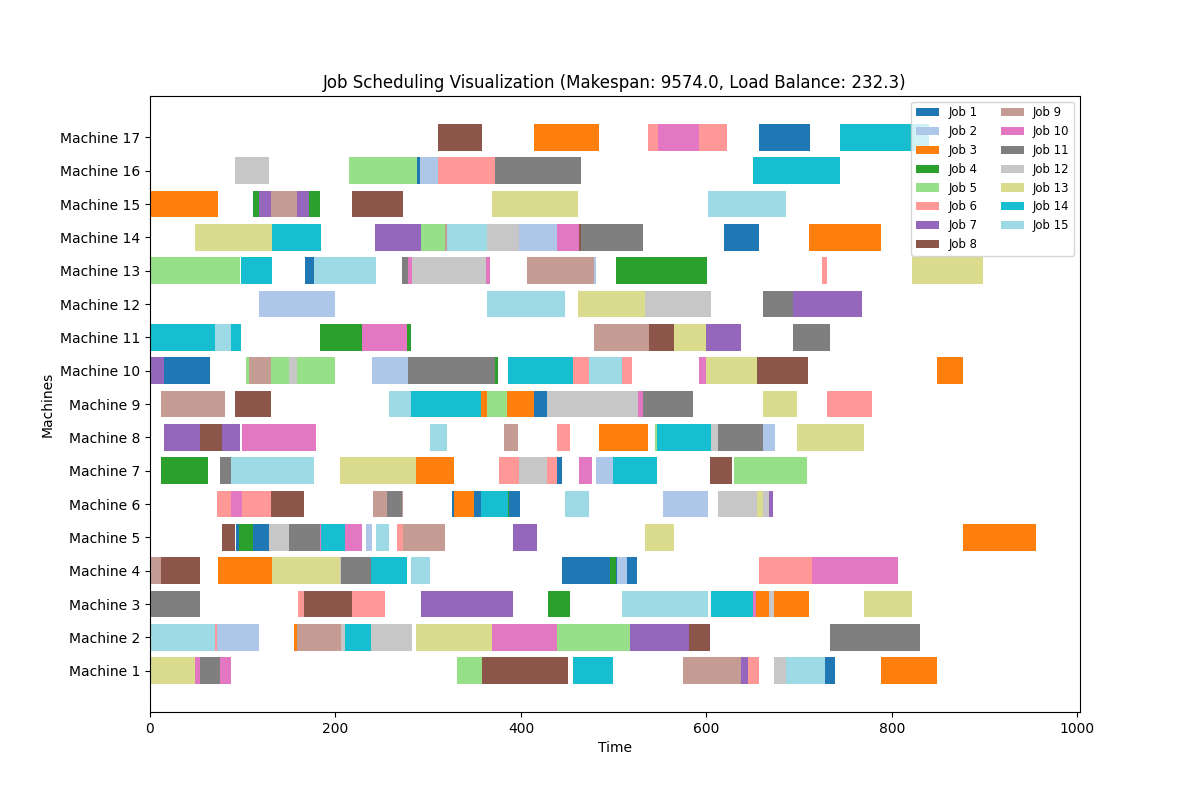 Job Scheduling Visualization (Makespan: 9574.0, Load Balance: 232.3)
Machines
Machine 17
Machine 16
Machine 15
Machine 14
Machine 13
Machine 12
Machine 11
Machine 10
Machine 9
Machine 8
Machine 7
Machine 6
Machine 5
Machine 4
Machine 3
Machine 2
Machine 1
Job 1
Job 2
Job 3
Job 4
Job 5
Job 6
Job 7
Job 8
Job 9
Job 10
Job 11
Job 12
Job 13
Job 14
Job 15
0 200 400 600 800 1000
Time